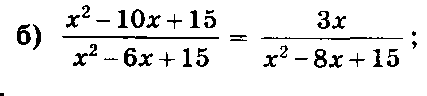 б) (x² – 10x + 15)/(x² – 6x + 15) = 3x/(x² – 8x + 15);